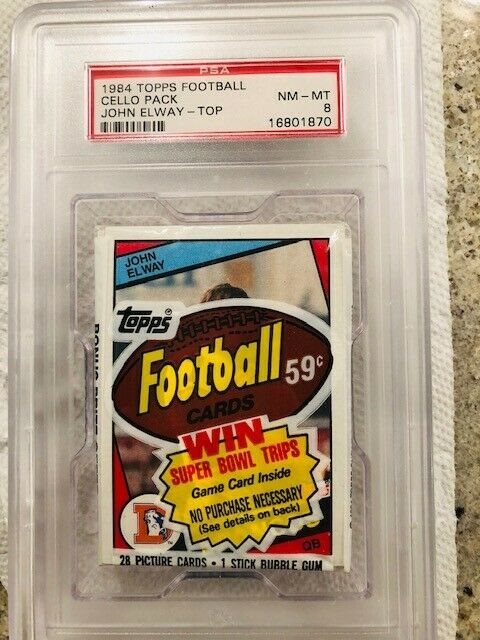 PSA
1984 TOPPS FOOTBALL
CELLO PACK
JOHN ELWAY - TOP
NM - MT
8
16801870
JOHN
ELWAY
topps®
Football
59¢
CARDS
WIN
SUPER BOWL TRIPS
Game Card Inside
NO PURCHASE NECESSARY
(See details on back)
QB
28 PICTURE CARDS • 1 STICK BUBBLE GUM